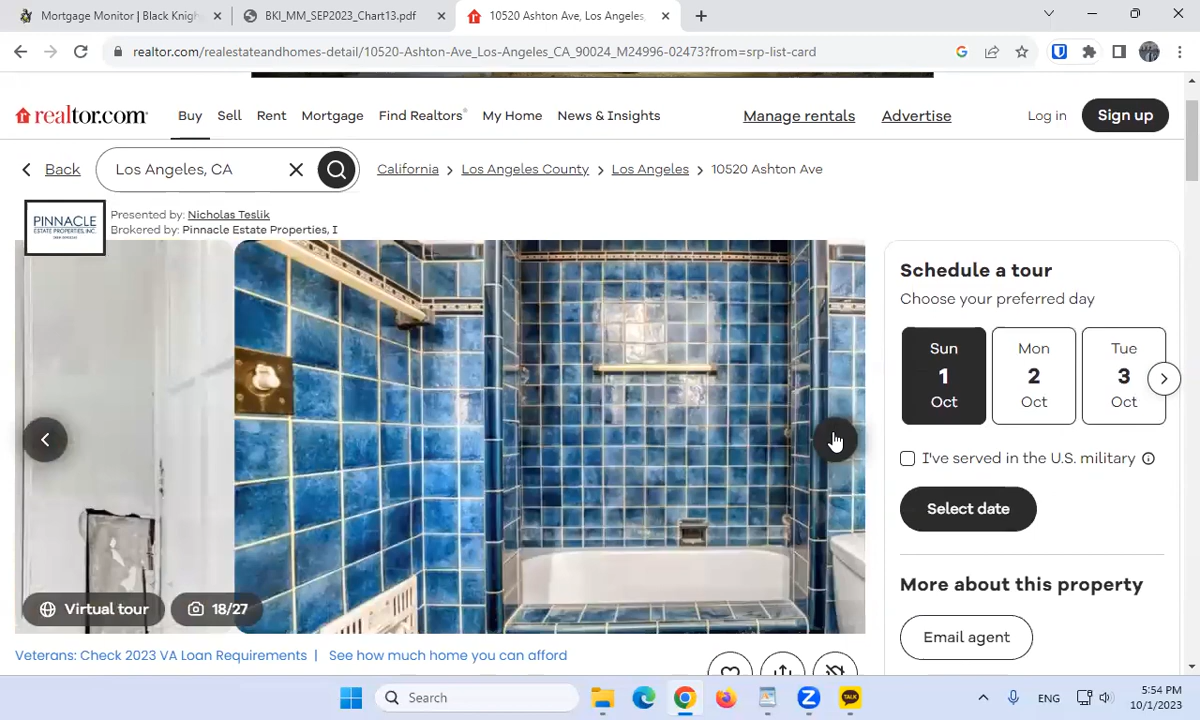 Mortgage Monitor | Black Knigh
BKI_MM_SEP2023_Chart13.pdf
10520 Ashton Ave, Los Angeles,
realtor.com/realestateandhomes-detail/10520-Ashton-Ave_Los-Angeles_CA_90024_M24996-02473?from=srp-list-card
realtor.com
Buy
Sell
Rent
Mortgage
Find Realtors®
My Home
News & Insights
Manage rentals
Advertise
Log in
Sign up
Back
Los Angeles, CA
California > Los Angeles County > Los Angeles > 10520 Ashton Ave
PINNACLE
ESTATE PROPERTIES, INC.
Presented by: Nicholas Teslik
Brokered by: Pinnacle Estate Properties, I
Virtual tour
18/27
Schedule a tour
Choose your preferred day
Sun
1
Oct
Mon
2
Oct
Tue
3
Oct
I've served in the U.S. military
Select date
More about this property
Email agent
Veterans: Check 2023 VA Loan Requirements | See how much home you can afford
Search
TALK
ENG
5:54 PM
10/1/2023